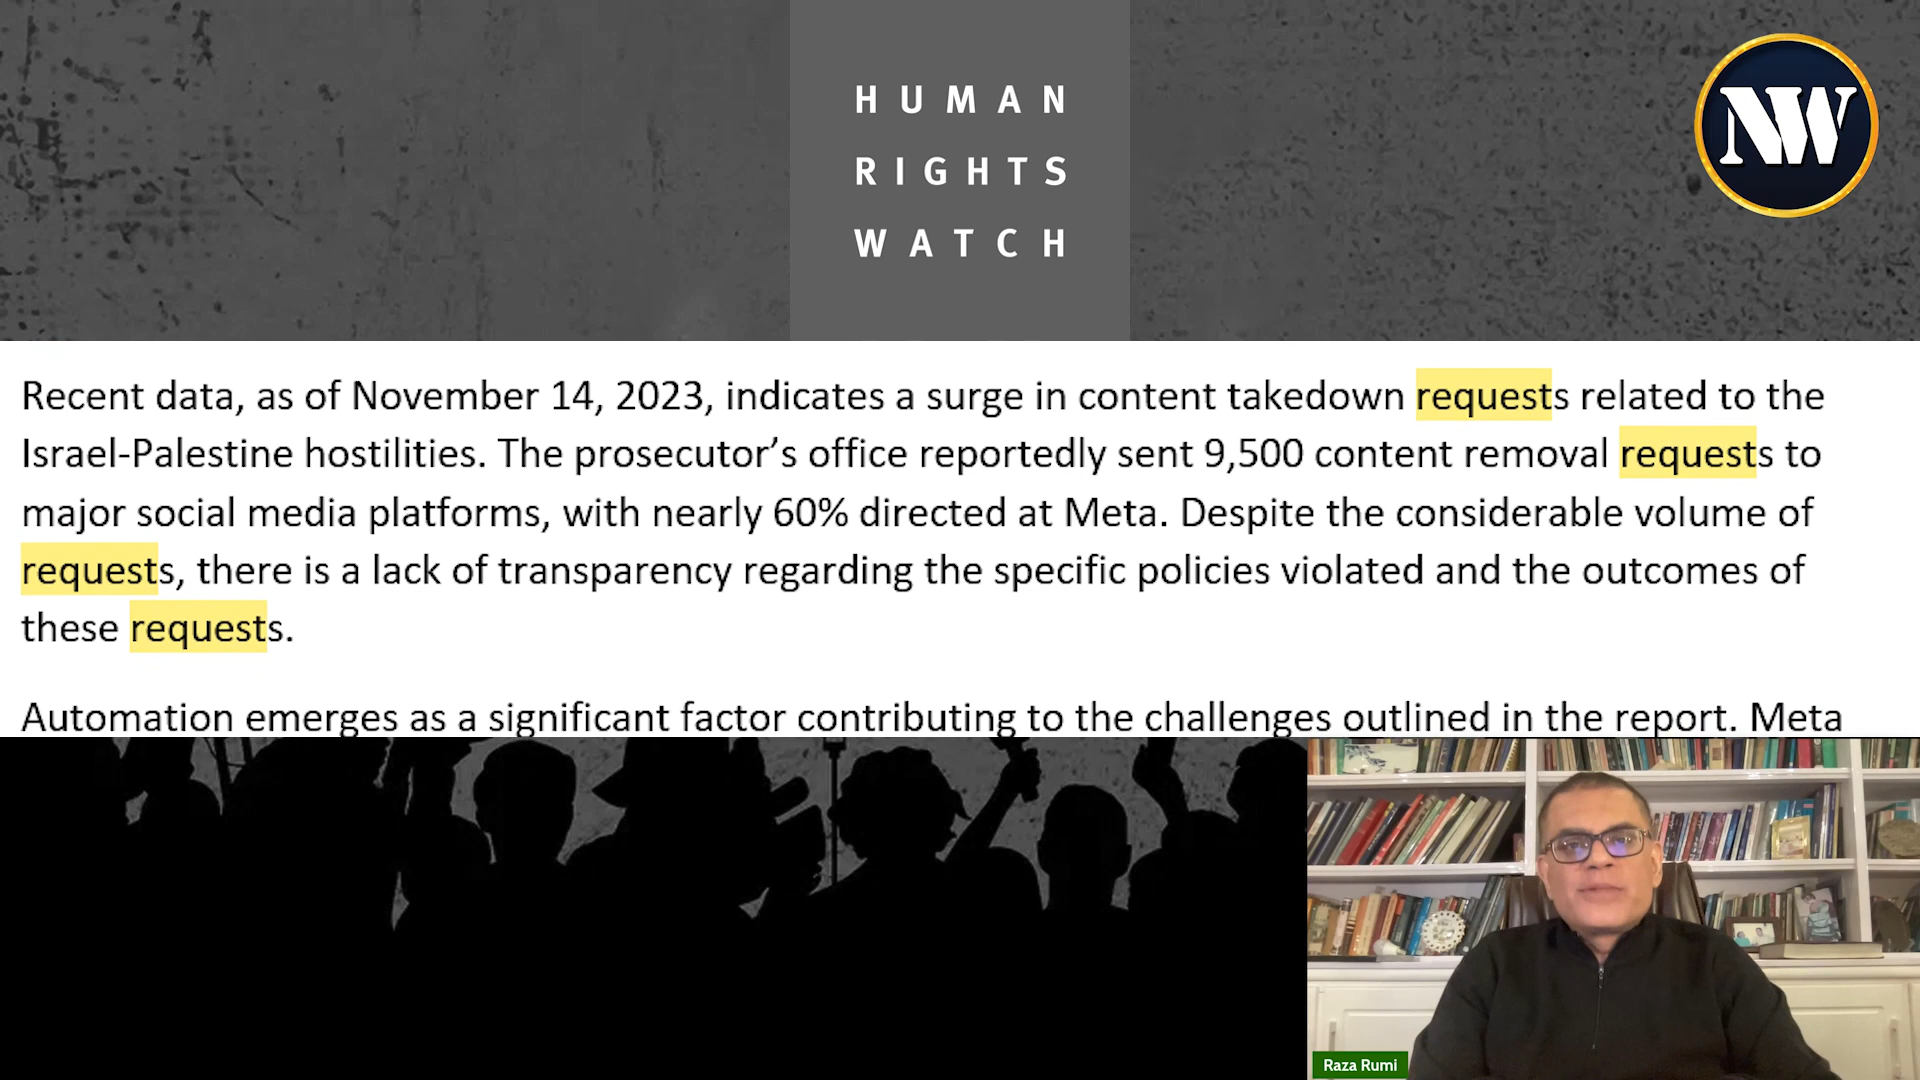 HUMAN
RIGHTS
WATCH
NW
Recent data, as of November 14, 2023, indicates a surge in content takedown requests related to the
Israel-Palestine hostilities. The prosecutor’s office reportedly sent 9,500 content removal requests to
major social media platforms, with nearly 60% directed at Meta. Despite the considerable volume of
requests, there is a lack of transparency regarding the specific policies violated and the outcomes of
these requests.
Automation emerges as a significant factor contributing to the challenges outlined in the report. Meta
Raza Rumi